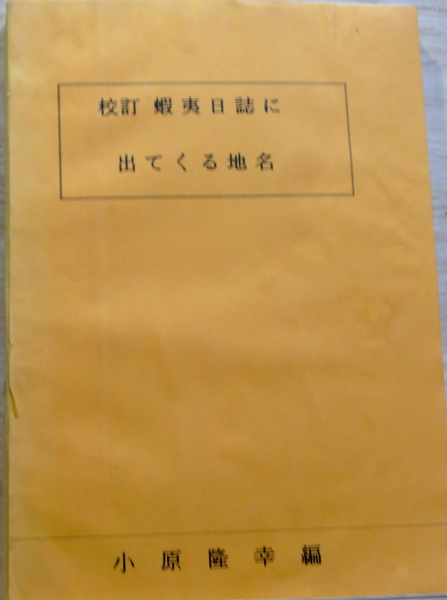 校訂 蝦夷日誌に
出てくる地名
小原隆幸編